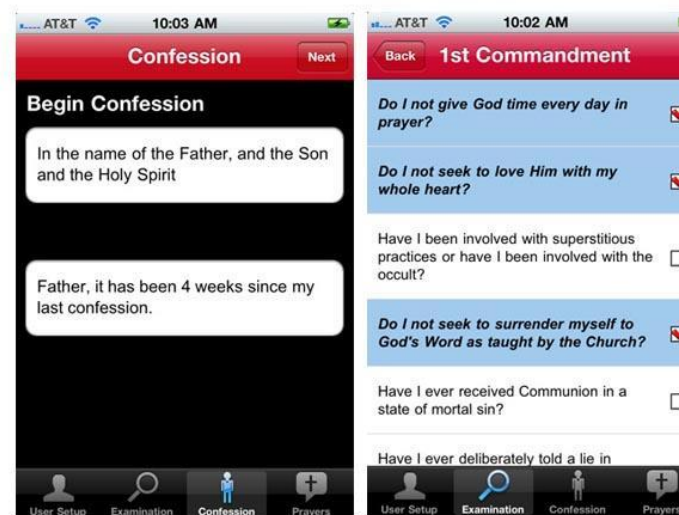 AT&T 10:03 AM
Confession Next
Begin Confession
In the name of the Father, and the Son
and the Holy Spirit
Father, it has been 4 weeks since my
last confession.
User Setup Examination Confession Prayers
AT&T 10:02 AM
Back 1st Commandment
Do I not give God time every day in
prayer?
Do I not seek to love Him with my
whole heart?
Have I been involved with superstitious
practices or have I been involved with the
occult?
Do I not seek to surrender myself to
God's Word as taught by the Church?
Have I ever received Communion in a
state of mortal sin?
Have I ever deliberately told a lie in
User Setup Examination Confession Prayers